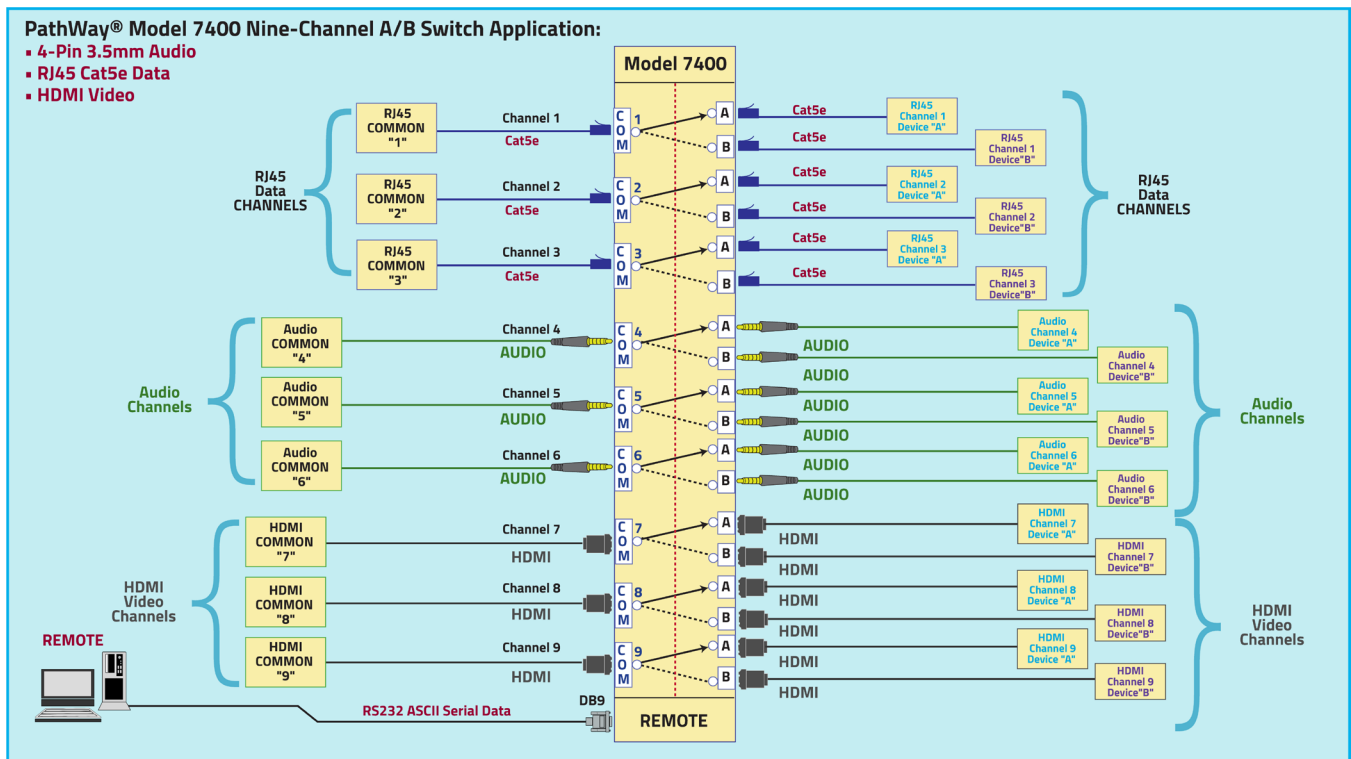 PathWay® Model 7400 Nine-Channel A/B Switch Application:
▪ 4-Pin 3.5mm Audio
▪ RJ45 Cat5e Data
▪ HDMI Video
Model 7400
RJ45
Data
CHANNELS
RJ45
COMMON
"1"
Channel 1
Cat5e
C
O
M
1
A
B
Cat5e
RJ45
Channel 1
Device "A"
Cat5e
RJ45
Channel 1
Device"B"
RJ45
COMMON
"2"
Channel 2
Cat5e
C
O
M
2
A
B
Cat5e
RJ45
Channel 2
Device "A"
Cat5e
RJ45
Channel 2
Device"B"
RJ45
COMMON
"3"
Channel 3
Cat5e
C
O
M
3
A
B
Cat5e
RJ45
Channel 3
Device "A"
Cat5e
RJ45
Channel 3
Device"B"
RJ45
Data
CHANNELS
Audio
Channels
Audio
COMMON
"4"
Channel 4
AUDIO
C
O
M
4
A
B
AUDIO
Audio
Channel 4
Device "A"
AUDIO
Audio
Channel 4
Device"B"
Audio
COMMON
"5"
Channel 5
AUDIO
C
O
M
5
A
B
AUDIO
Audio
Channel 5
Device "A"
AUDIO
Audio
Channel 5
Device"B"
Audio
COMMON
"6"
Channel 6
AUDIO
C
O
M
6
A
B
AUDIO
Audio
Channel 6
Device "A"
AUDIO
Audio
Channel 6
Device"B"
Audio
Channels
HDMI
Video
Channels
HDMI
COMMON
"7"
Channel 7
HDMI
C
O
M
7
A
B
HDMI
HDMI
Channel 7
Device "A"
HDMI
HDMI
Channel 7
Device"B"
HDMI
COMMON
"8"
Channel 8
HDMI
C
O
M
8
A
B
HDMI
HDMI
Channel 8
Device "A"
HDMI
HDMI
Channel 8
Device"B"
HDMI
COMMON
"9"
Channel 9
HDMI
C
O
M
9
A
B
HDMI
HDMI
Channel 9
Device "A"
HDMI
HDMI
Channel 9
Device"B"
HDMI
Video
Channels
REMOTE
RS232 ASCII Serial Data
DB9
REMOTE